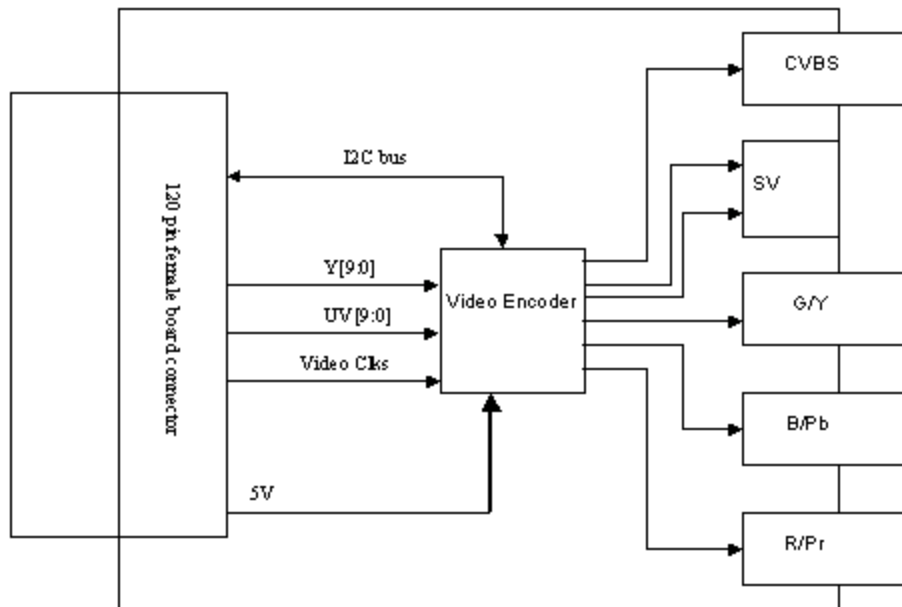 CVBS
I2C bus
SV
120 pin female board connector
Y[9:0]
Video Encoder
G/Y
UV[9:0]
Video Clks
B/Pb
5V
R/Pr